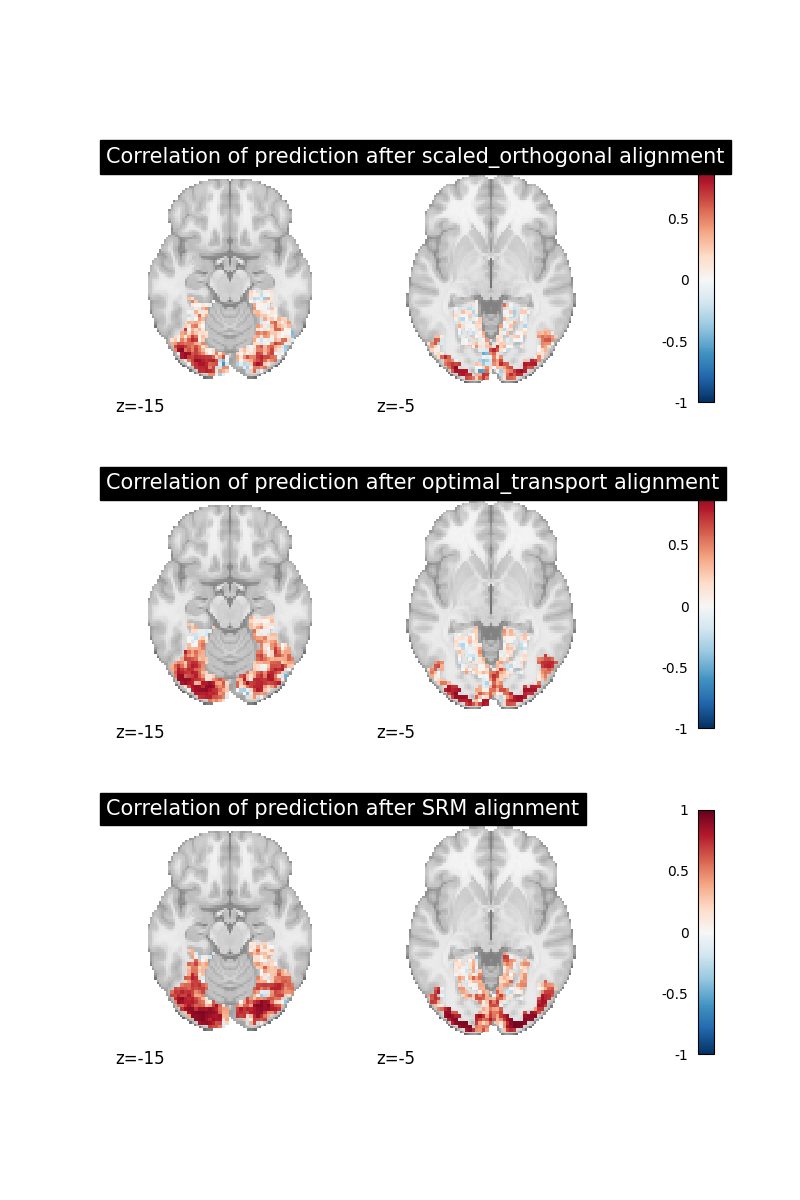 Correlation of prediction after scaled_orthogonal alignment
0.5
0
-0.5
-1
z=-15
z=-5
Correlation of prediction after optimal_transport alignment
0.5
0
-0.5
-1
z=-15
z=-5
Correlation of prediction after SRM alignment
1
0.5
0
-0.5
-1
z=-15
z=-5